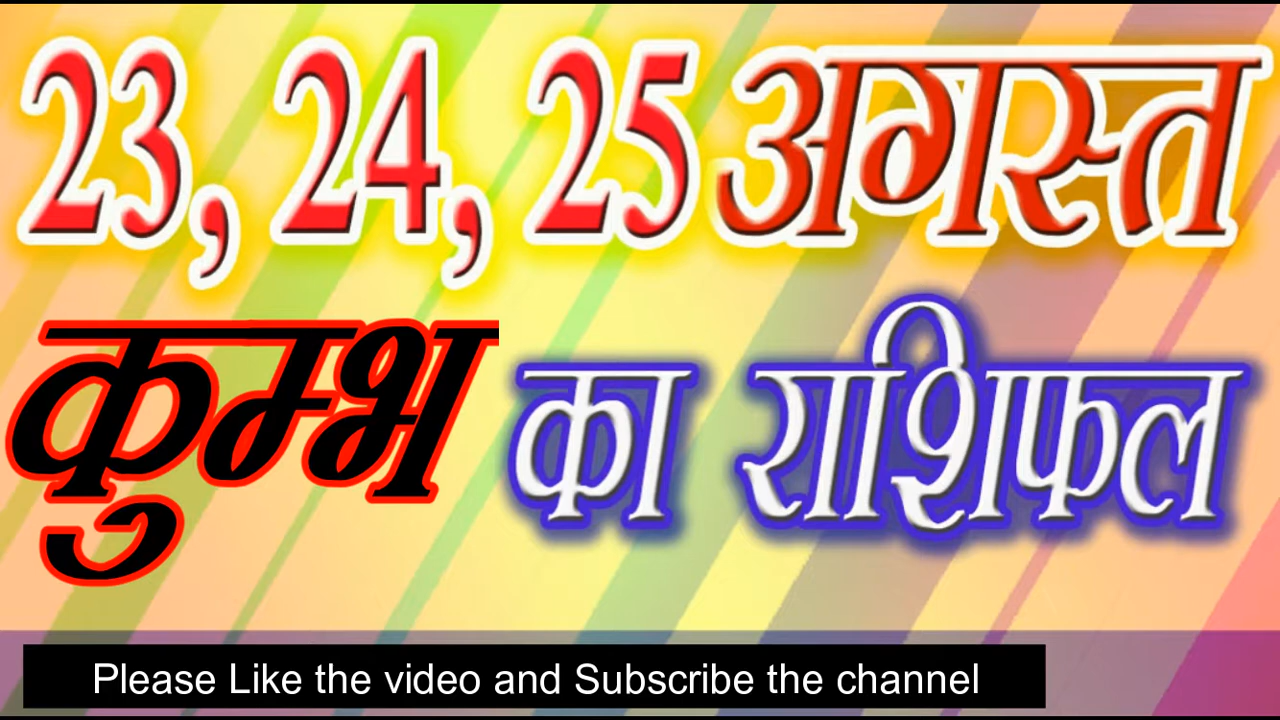 23, 24, 25 अगस्त
कुम्भ का राशिफल
Please Like the video and Subscribe the channel